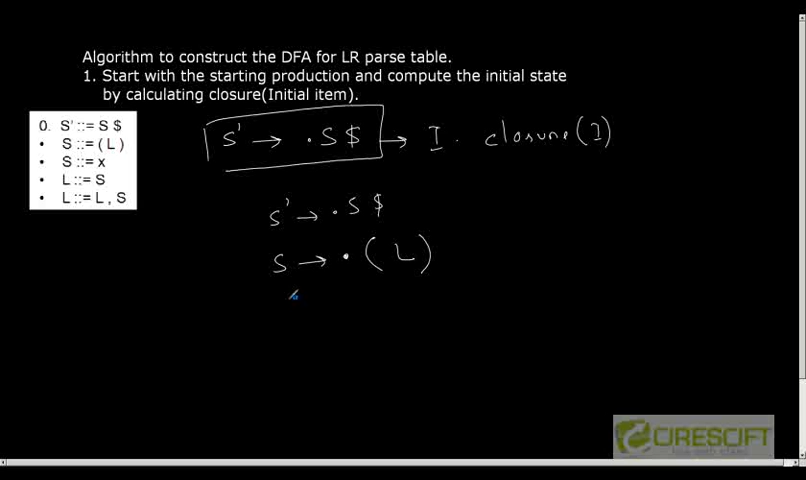 Algorithm to construct the DFA for LR parse table.
1. Start with the starting production and compute the initial state
by calculating closure(Initial item).
0. S' ::= S $
• S ::= ( L )
• S ::= x
• L ::= S
• L ::= L , S
S' → . S $ → I . closure(I)
S' → . S $
S → . ( L )
CIRESCIFT